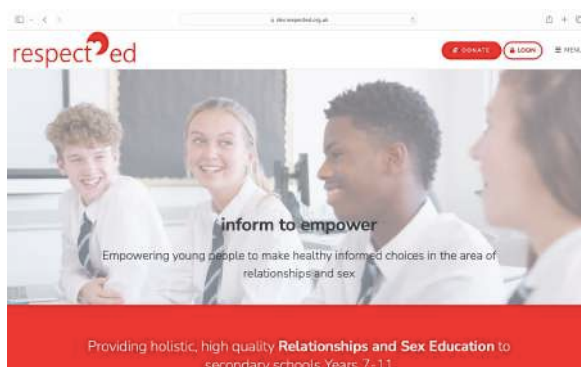 respect ed
DONATE
LOGIN
MENU
inform to empower
Empowering young people to make healthy informed choices in the area of
relationships and sex
Providing holistic, high quality Relationships and Sex Education to
secondary schools Years 7-11